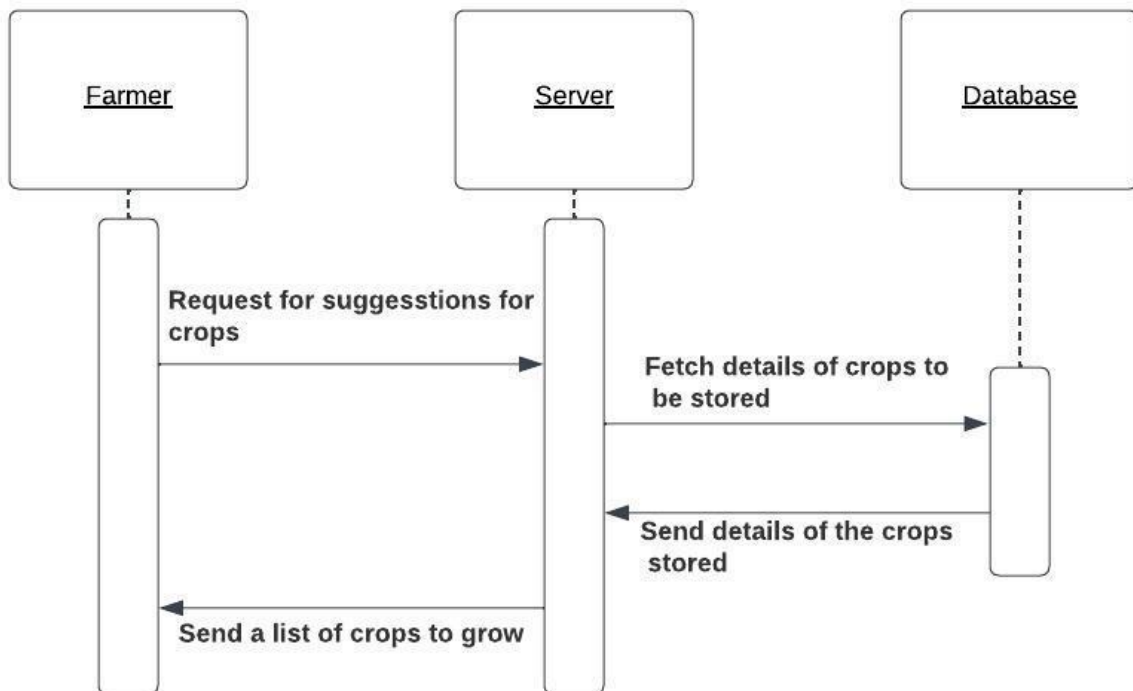 Farmer
Server
Database
Request for suggesstions for
crops
Fetch details of crops to
be stored
Send details of the crops
stored
Send a list of crops to grow